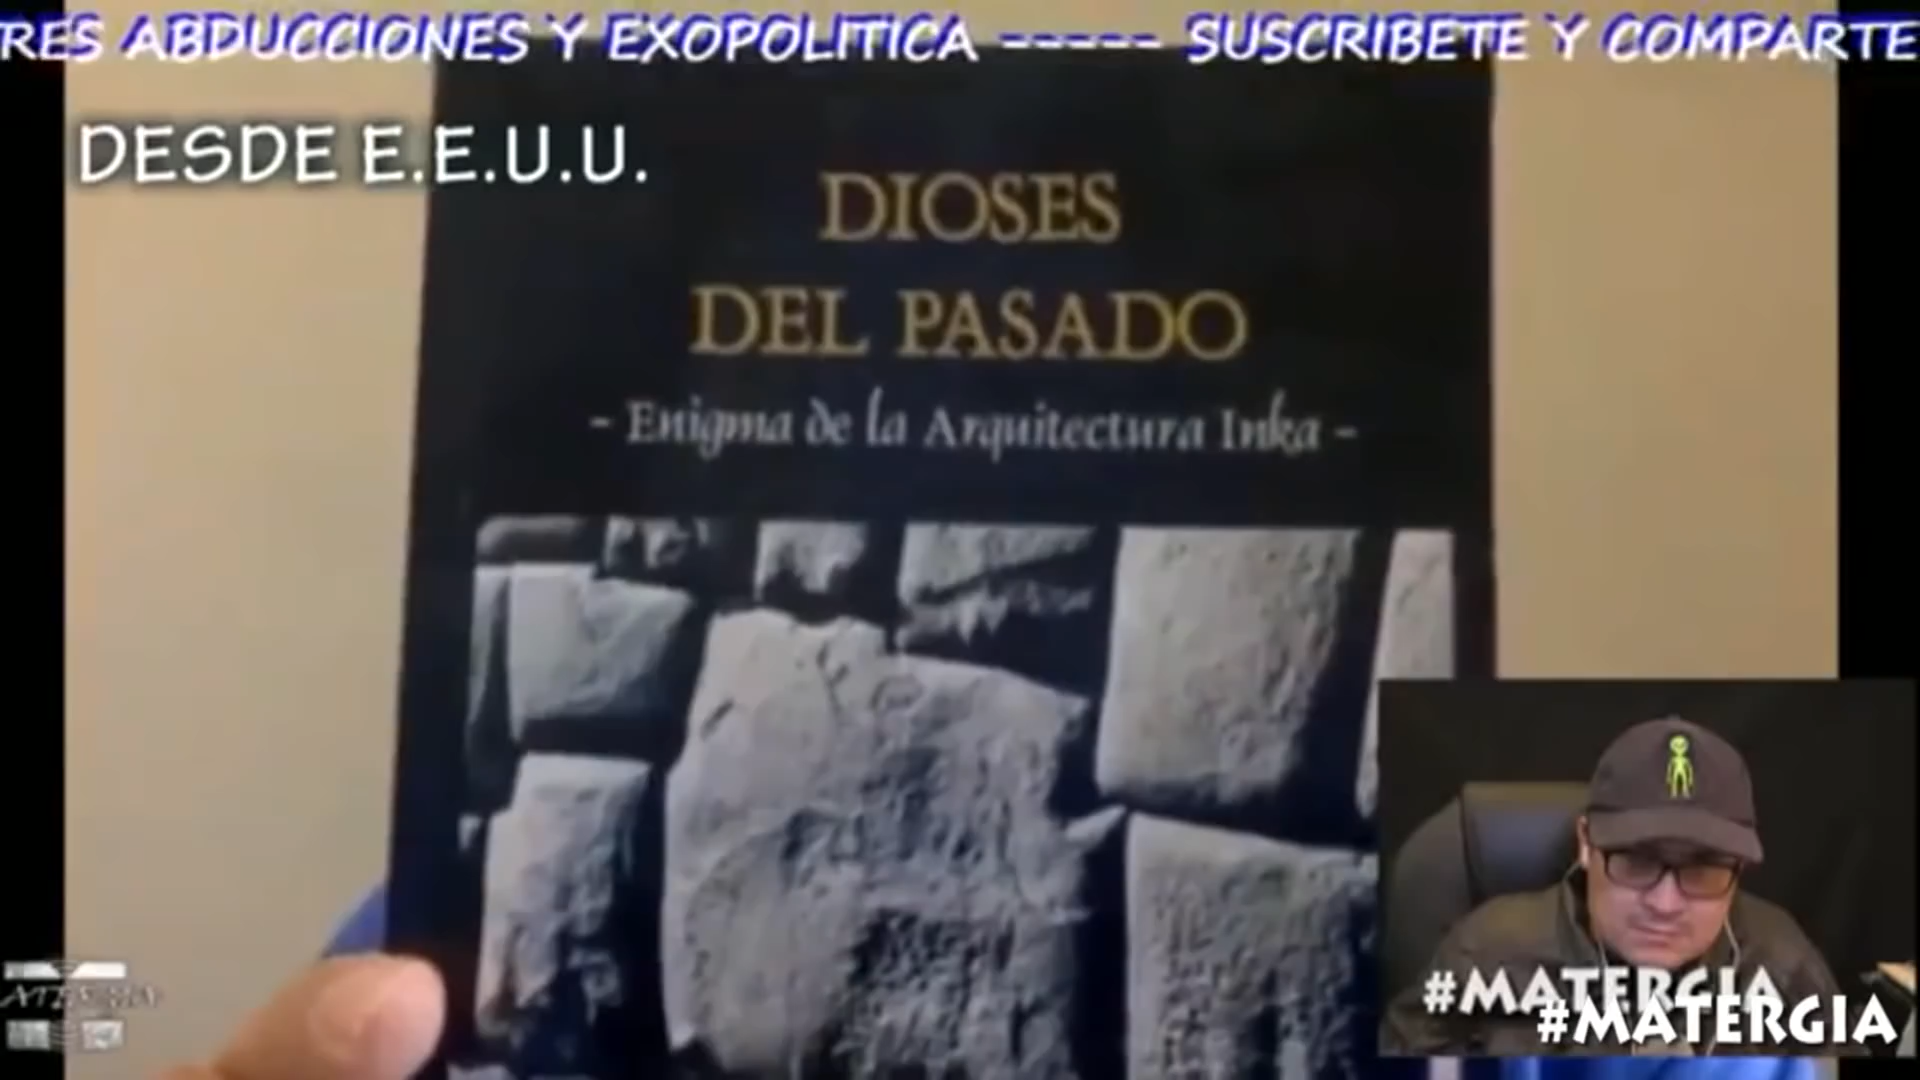 RES ABDUCCIONES Y EXOPOLITICA ----- SUSCRIBETE Y COMPARTE
DESDE E.E.U.U.
DIOSES
DEL PASADO
- Enigma de la Arquitectura Inka -
#MATERGIA
#MATERGIA